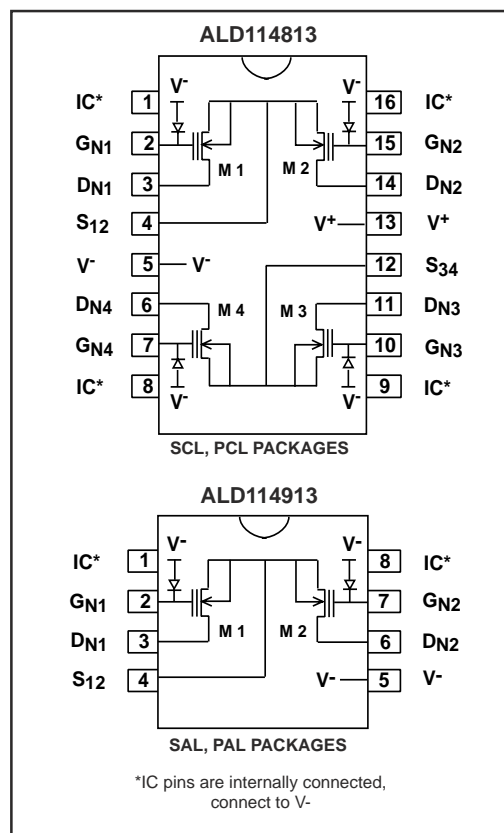 ALD114813
V- V-
IC* 1 16 IC*
GN1 2 15 GN2
M 1 M 2
DN1 3 14 DN2
S12 4 V+ 13 V+
V- 5 V- 12 S34
DN4 6 M 4 M 3 11 DN3
GN4 7 10 GN3
IC* 8 V- V- 9 IC*
SCL, PCL PACKAGES
ALD114913
V- V-
IC* 1 8 IC*
GN1 2 7 GN2
DN1 3 M 1 M 2 6 DN2
S12 4 V- 5 V-
SAL, PAL PACKAGES
*IC pins are internally connected,
connect to V-